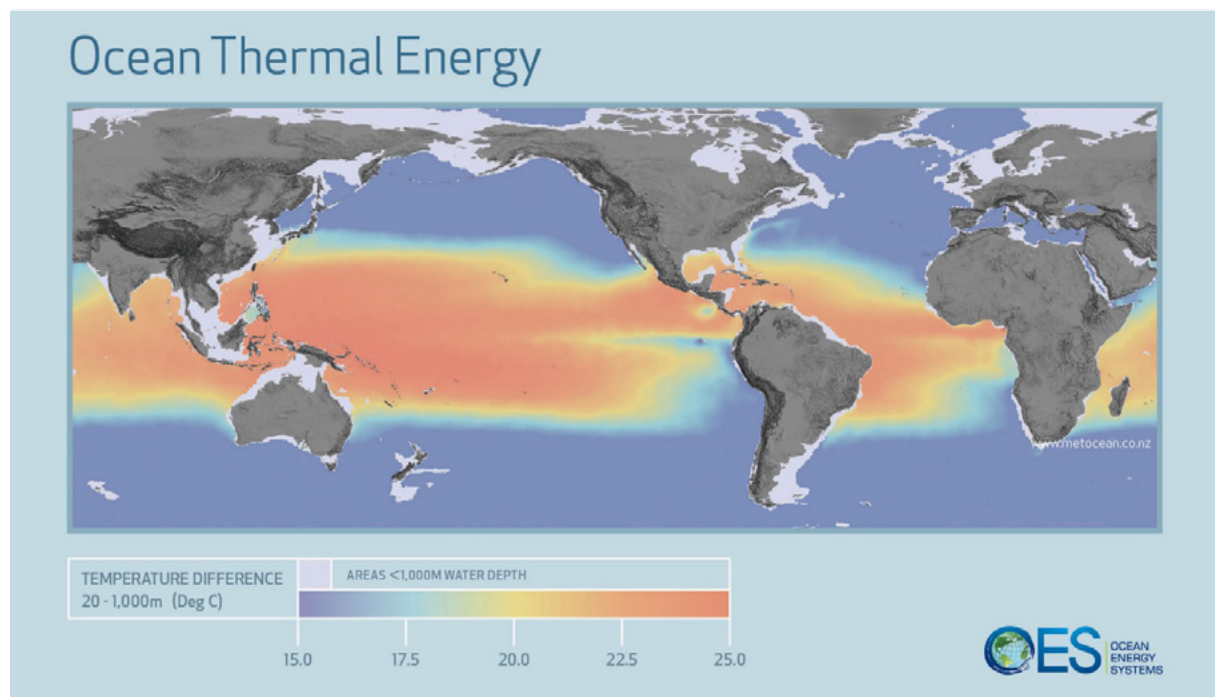 Ocean Thermal Energy
www.metocean.co.nz
TEMPERATURE DIFFERENCE
20 - 1,000m (Deg C)
AREAS <1,000M WATER DEPTH
15.0 17.5 20.0 22.5 25.0
OES
OCEAN
ENERGY
SYSTEMS